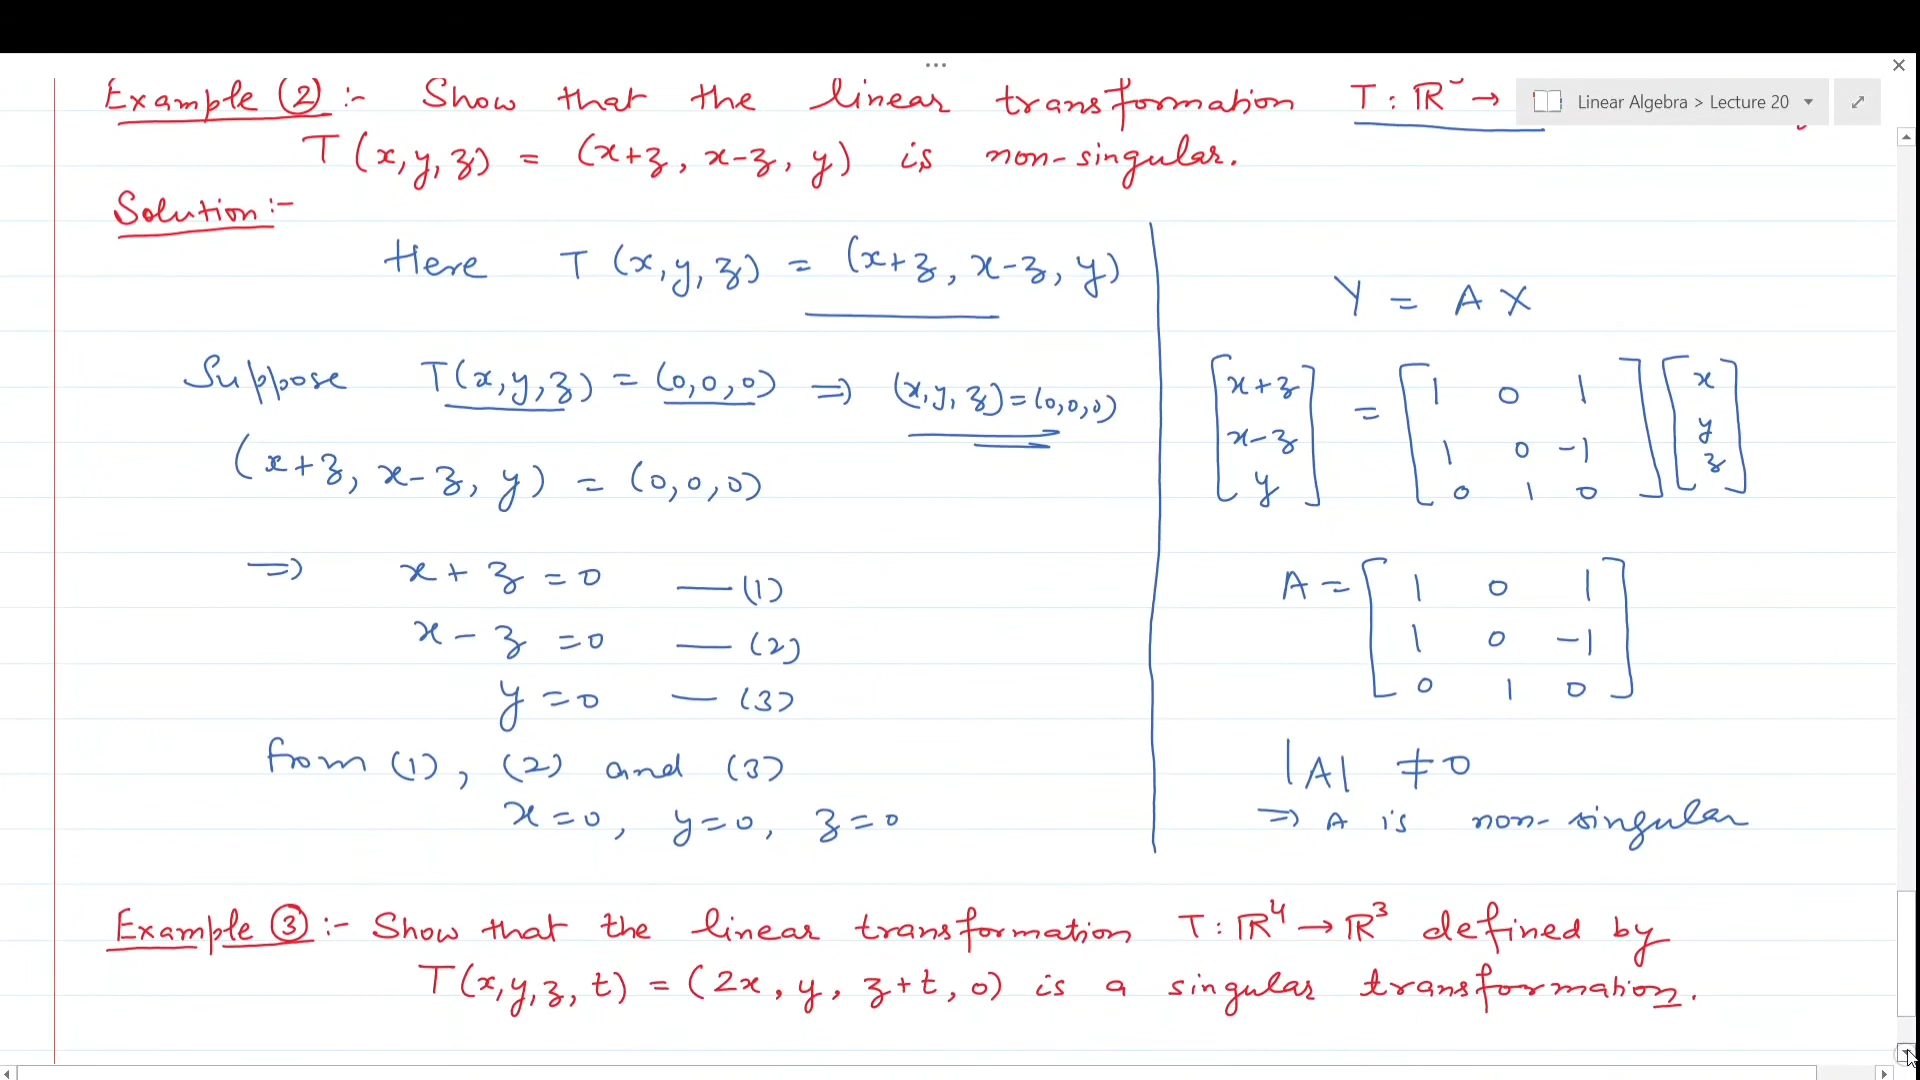 Example (2) :- Show that the linear transformation T : ℝ →
Linear Algebra > Lecture 20
T(x,y,z) = (x+z, x-z, y) is non-singular.
Solution :-
Here T(x,y,z) = (x+z, x-z, y)
Suppose T(x,y,z) = (0,0,0) ⇒ (x,y,z)=(0,0,0)
(x+z, x-z, y) = (0,0,0)
⇒ x + z = 0 — (1)
x - z = 0 — (2)
y = 0 — (3)
from (1), (2) and (3)
x=0, y=0, z=0
Y = A X
[x+z] = [1 0 1] [x]
[x-z] [1 0 -1] [y]
[y] [0 1 0] [z]
A = [1 0 1]
[1 0 -1]
[0 1 0]
|A| ≠ 0
⇒ A is non-singular
Example (3) :- Show that the linear transformation T : ℝ⁴ → ℝ³ defined by
T(x,y,z,t) = (2x, y, z+t, 0) is a singular transformation.